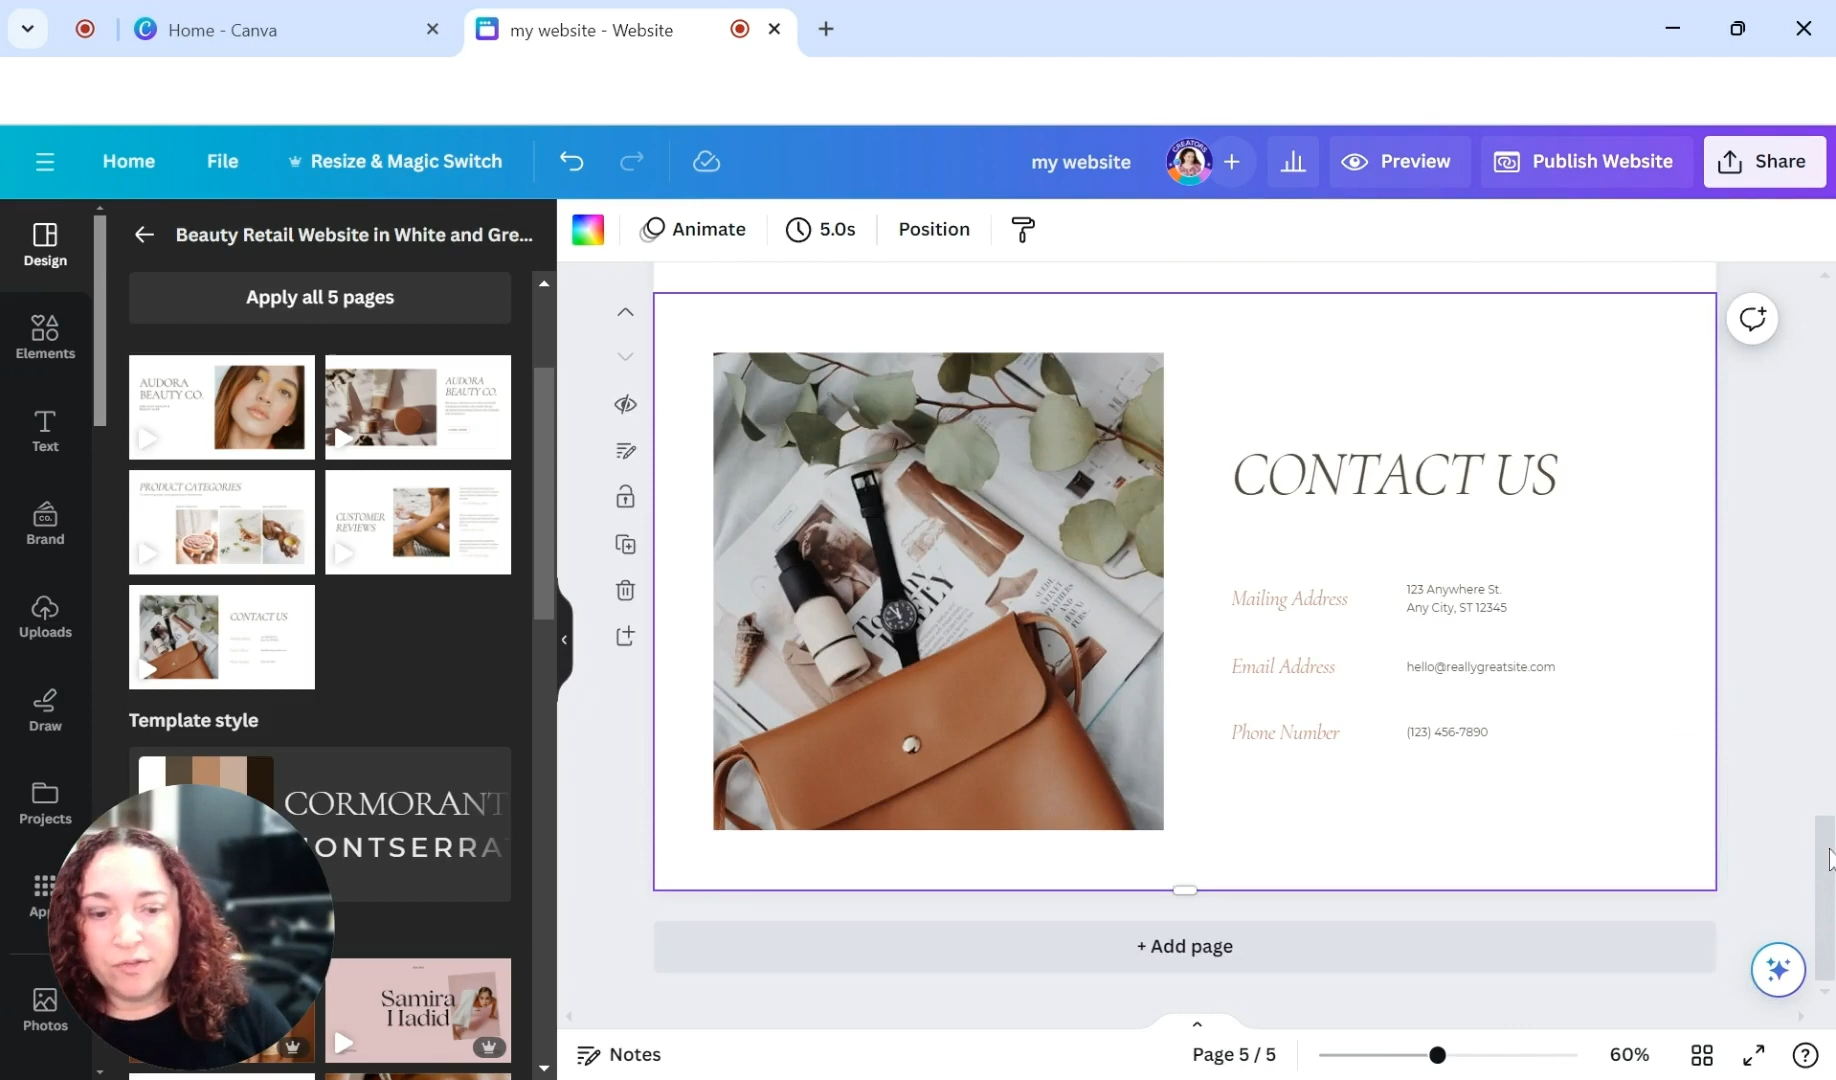 Home - Canva
my website - Website
Home
File
Resize & Magic Switch
my website
Preview
Publish Website
Share
Design
Elements
Text
Brand
Uploads
Draw
Projects
Photos
Beauty Retail Website in White and Gre...
Apply all 5 pages
AUDORA
BEAUTY CO.
AUDORA
BEAUTY CO.
PRODUCT CATEGORIES
CUSTOMER
REVIEWS
CONTACT US
Template style
CORMORANT
ONTSERRA
Samira
Hadid
Animate
5.0s
Position
CONTACT US
Mailing Address
123 Anywhere St.
Any City, ST 12345
Email Address
hello@reallygreatsite.com
Phone Number
(123) 456-7890
+ Add page
Notes
Page 5 / 5
60%